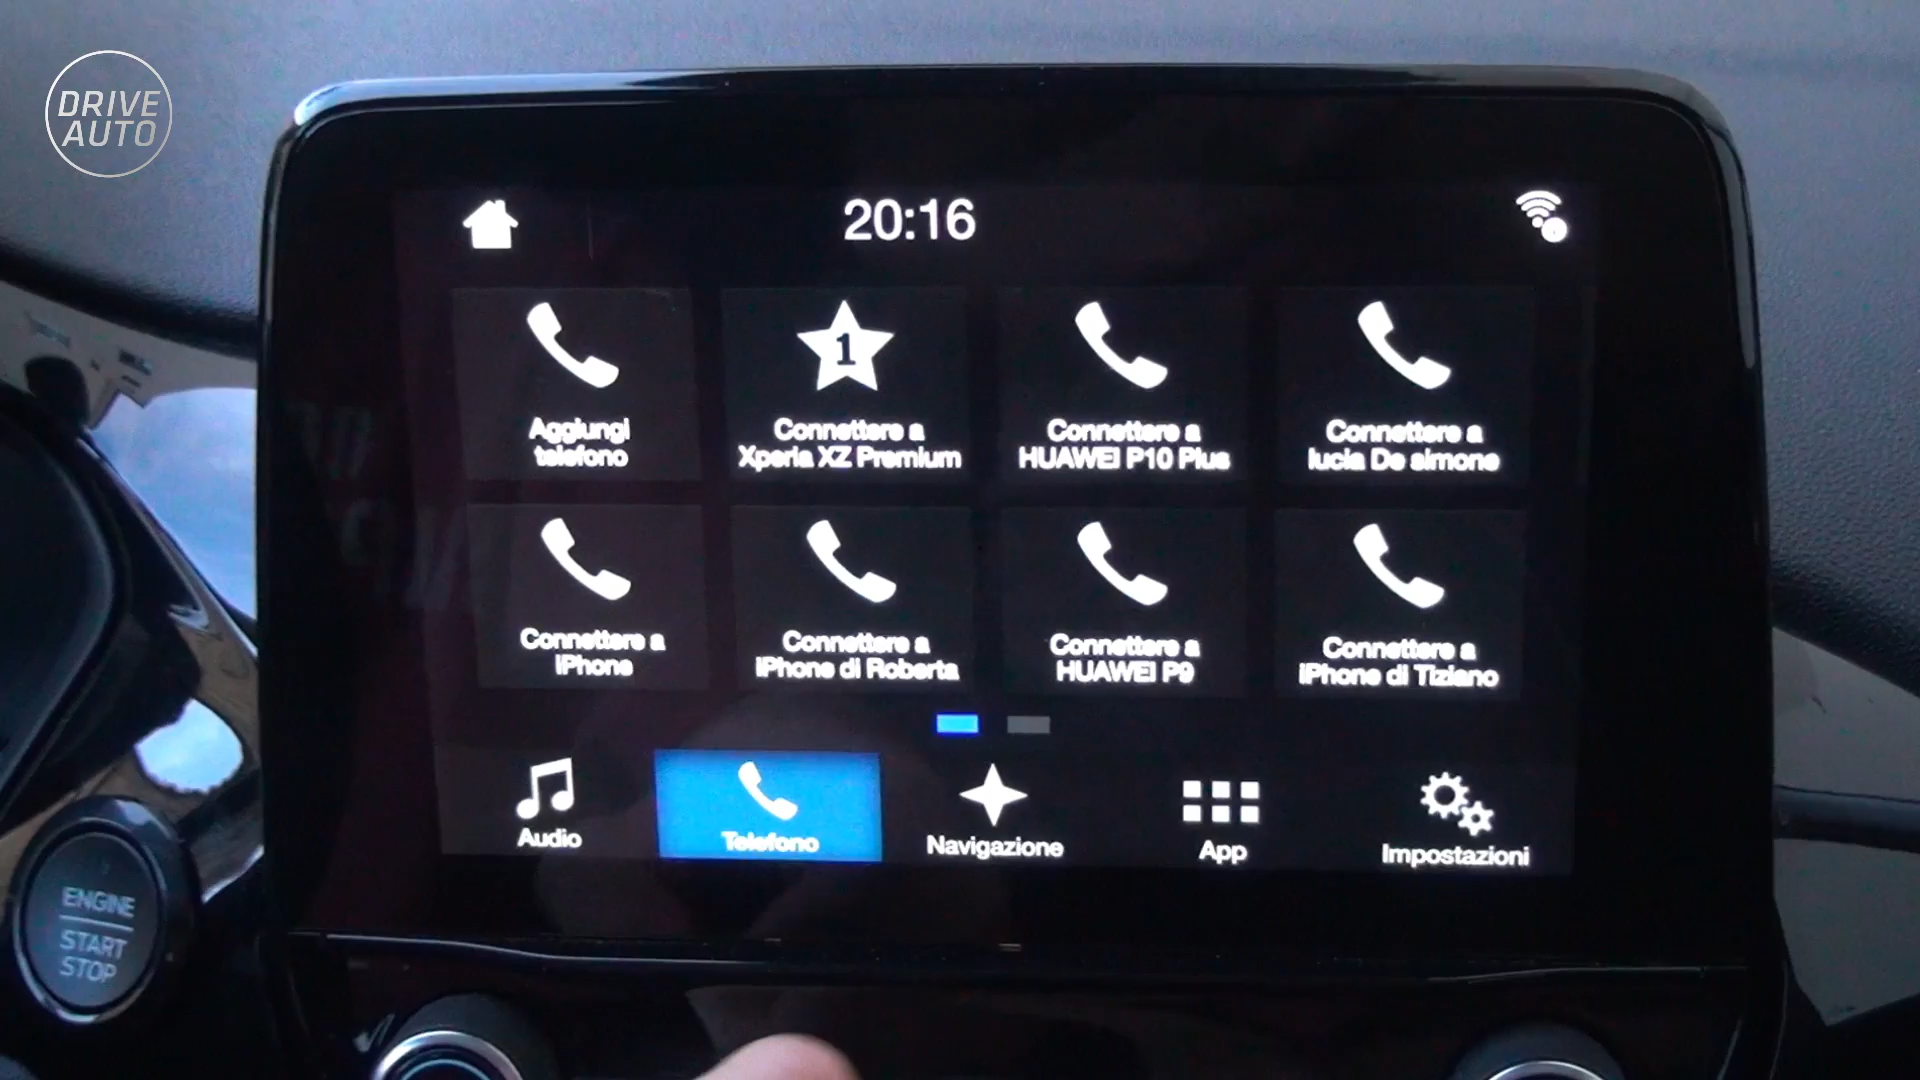 DRIVE
AUTO
20:16
Aggiungi
telefono
1
Connettere a
Xperia XZ Premium
Connettere a
HUAWEI P10 Plus
Connettere a
lucia De simone
Connettere a
iPhone
Connettere a
iPhone di Roberta
Connettere a
HUAWEI P9
Connettere a
iPhone di Tiziano
Audio
Telefono
Navigazione
App
Impostazioni
ENGINE
START
STOP